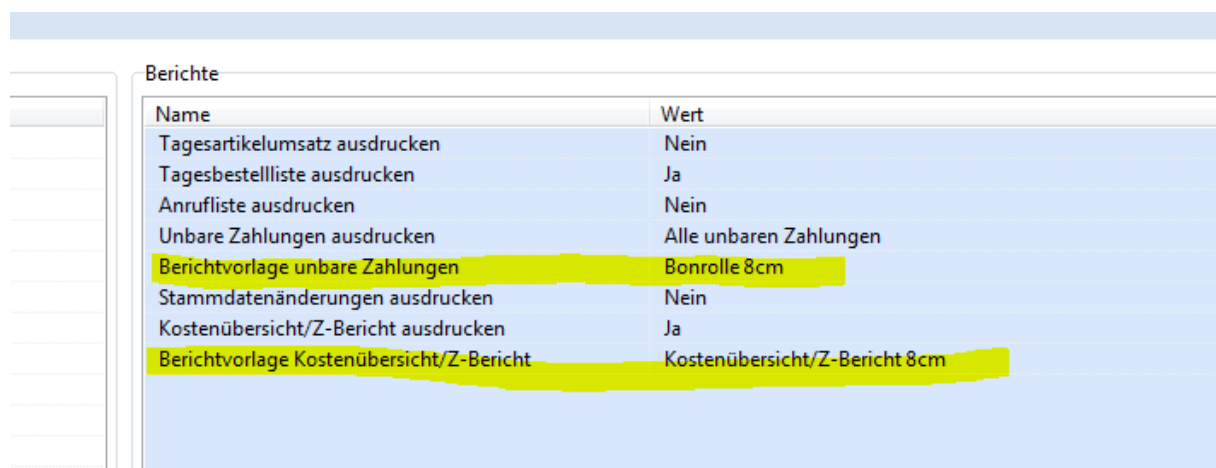 Berichte
Name Wert
Tagesartikelumsatz ausdrucken Nein
Tagesbestellliste ausdrucken Ja
Anrufliste ausdrucken Nein
Unbare Zahlungen ausdrucken Alle unbaren Zahlungen
Berichtvorlage unbare Zahlungen Bonrolle 8cm
Stammdatenänderungen ausdrucken Nein
Kostenübersicht/Z-Bericht ausdrucken Ja
Berichtvorlage Kostenübersicht/Z-Bericht Kostenübersicht/Z-Bericht 8cm